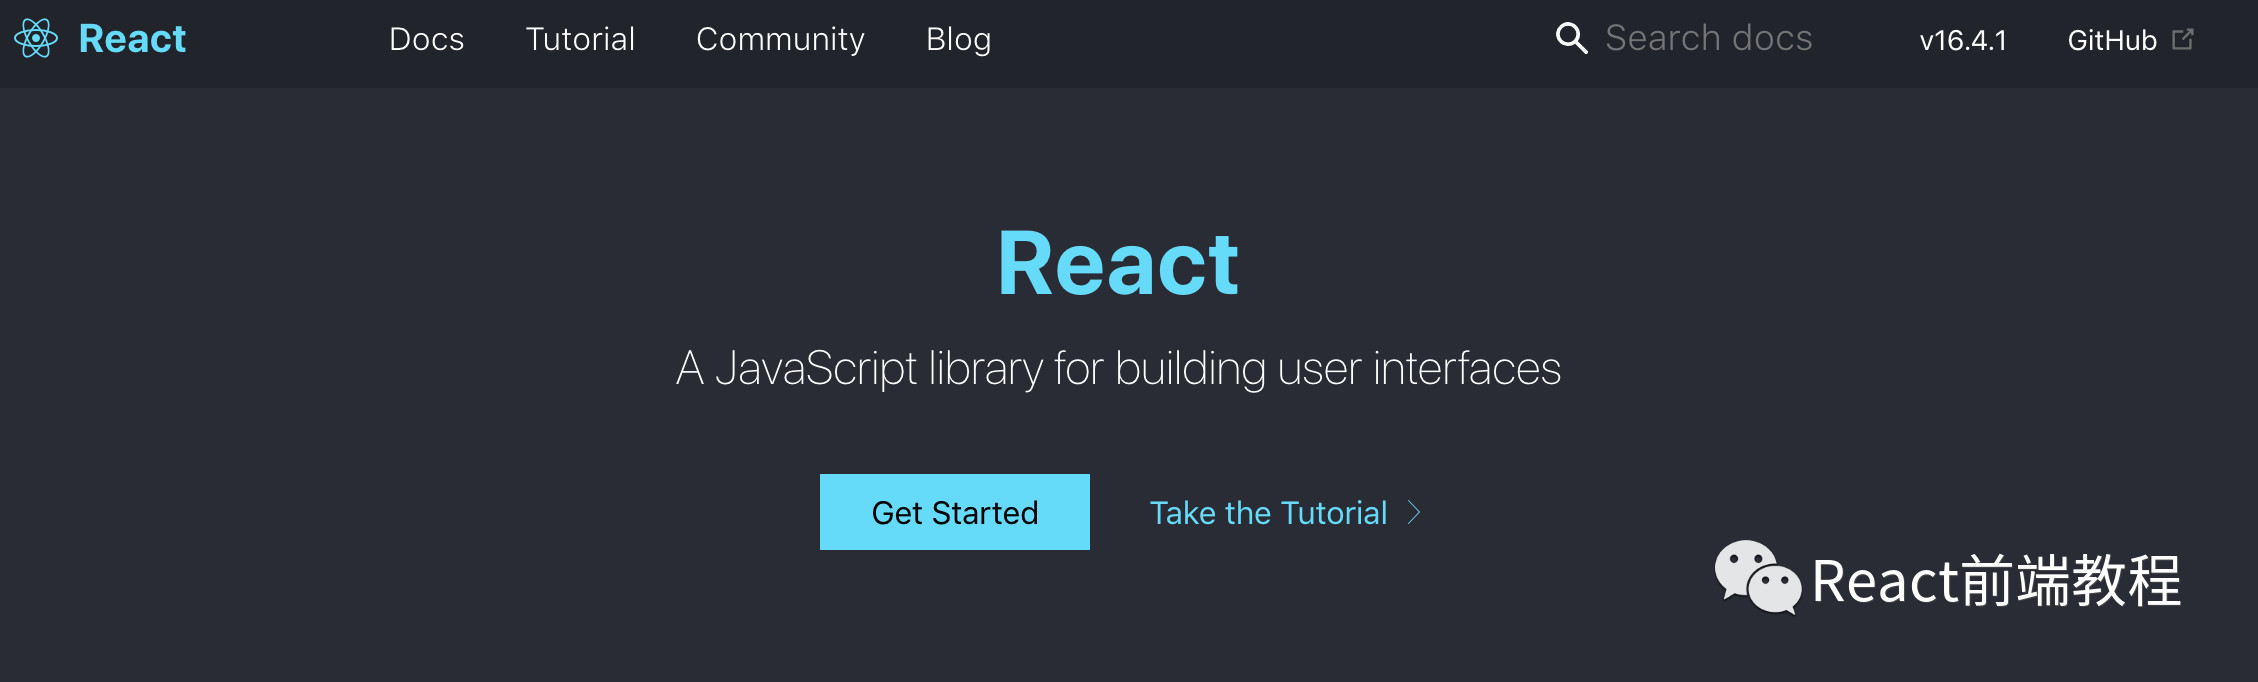 React Docs Tutorial Community Blog Search docs v16.4.1 GitHub
React
A JavaScript library for building user interfaces
Get Started Take the Tutorial
React前端教程